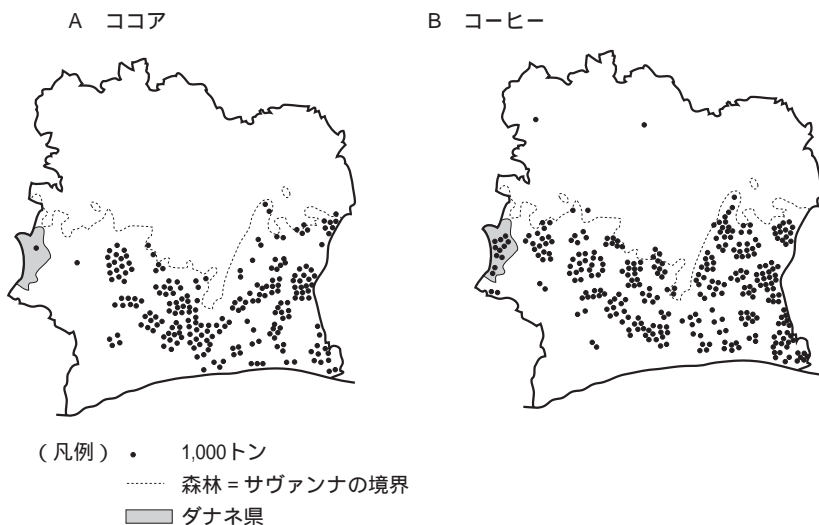 A ココア
B コーヒー
（凡例） ● 1,000トン
森林 = サヴァンナの境界
ダナネ県